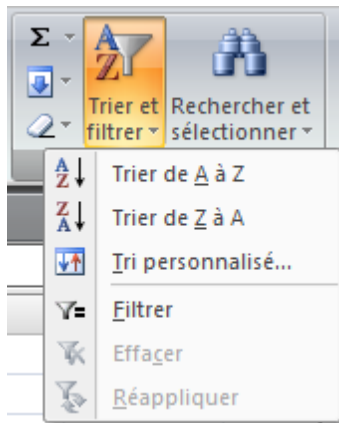 Σ
Trier et
filtrer
Rechercher et
sélectionner
Trier de A à Z
Trier de Z à A
Tri personnalisé...
Filtrer
Effacer
Réappliquer